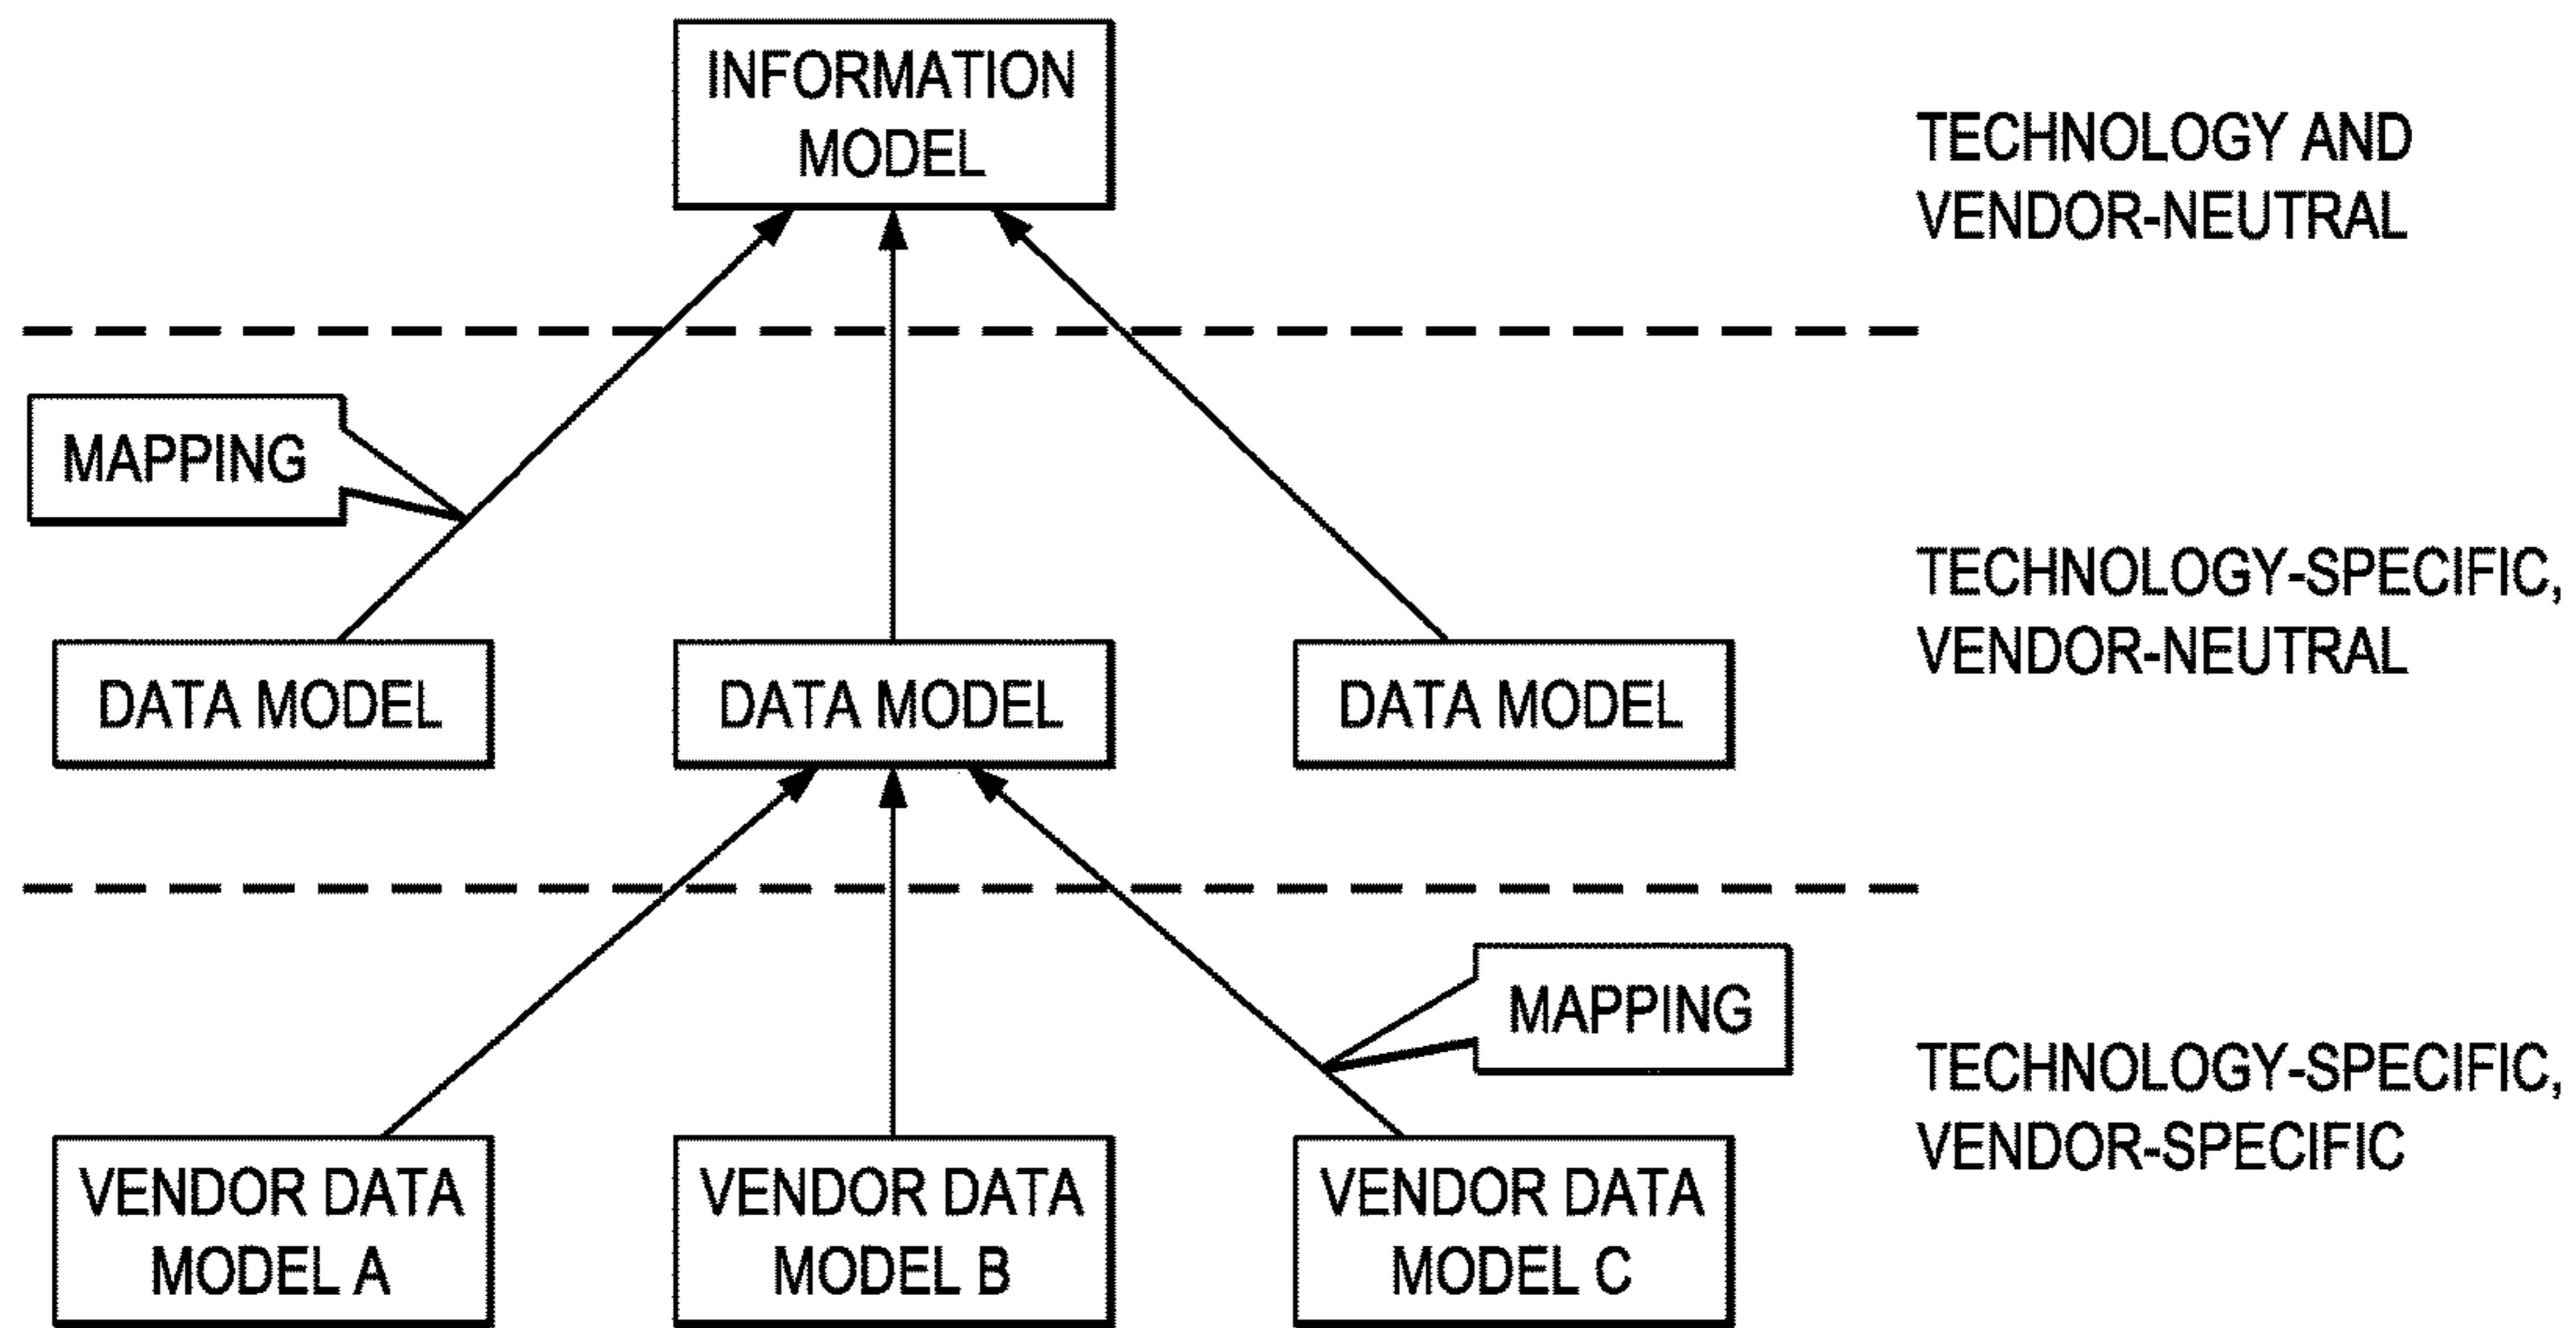 INFORMATION
MODEL
TECHNOLOGY AND
VENDOR-NEUTRAL
MAPPING
TECHNOLOGY-SPECIFIC,
VENDOR-NEUTRAL
DATA MODEL
DATA MODEL
DATA MODEL
MAPPING
TECHNOLOGY-SPECIFIC,
VENDOR-SPECIFIC
VENDOR DATA
MODEL A
VENDOR DATA
MODEL B
VENDOR DATA
MODEL C